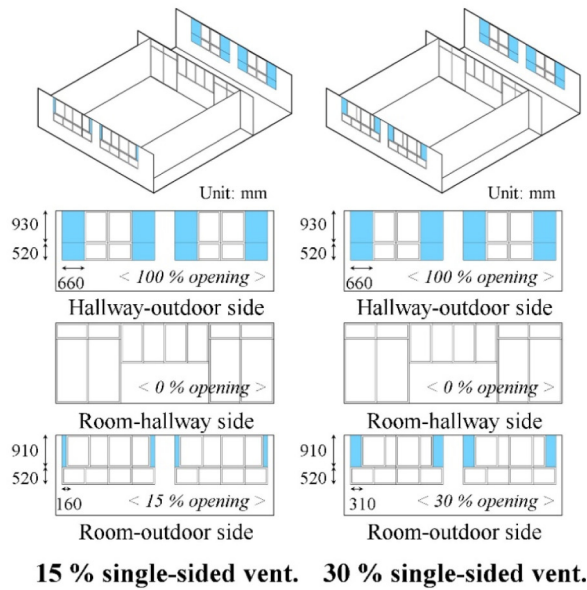 Unit: mm
930
520
660
< 100 % opening >
Hallway-outdoor side
< 0 % opening >
Room-hallway side
910
520
160
< 15 % opening >
Room-outdoor side
15 % single-sided vent.
Unit: mm
930
520
660
< 100 % opening >
Hallway-outdoor side
< 0 % opening >
Room-hallway side
910
520
310
< 30 % opening >
Room-outdoor side
30 % single-sided vent.